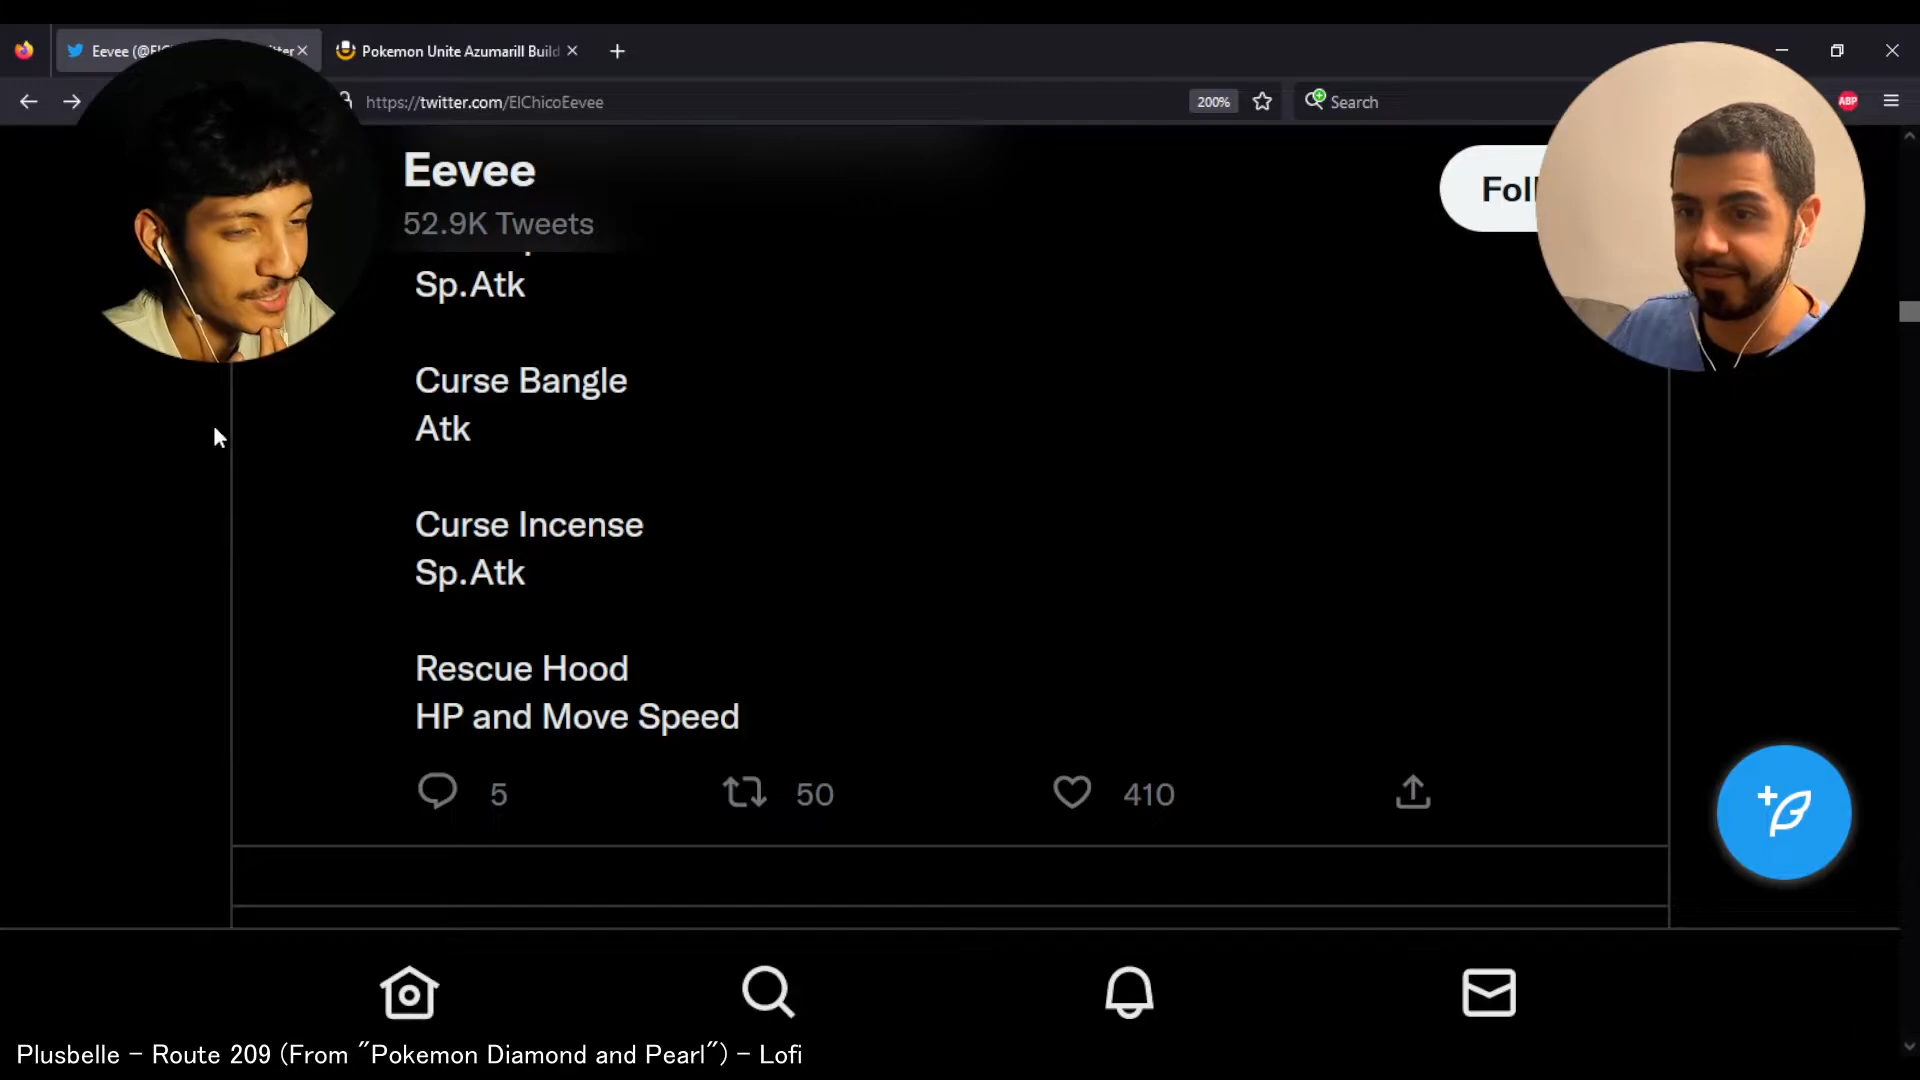 Eevee (@El
tter
Pokemon Unite Azumarill Build
https://twitter.com/ElChicoEevee
200%
Search
ABP
Eevee
52.9K Tweets
Foll
Sp.Atk
Curse Bangle
Atk
Curse Incense
Sp.Atk
Rescue Hood
HP and Move Speed
5
50
410
Plusbelle - Route 209 (From "Pokemon Diamond and Pearl") - Lofi